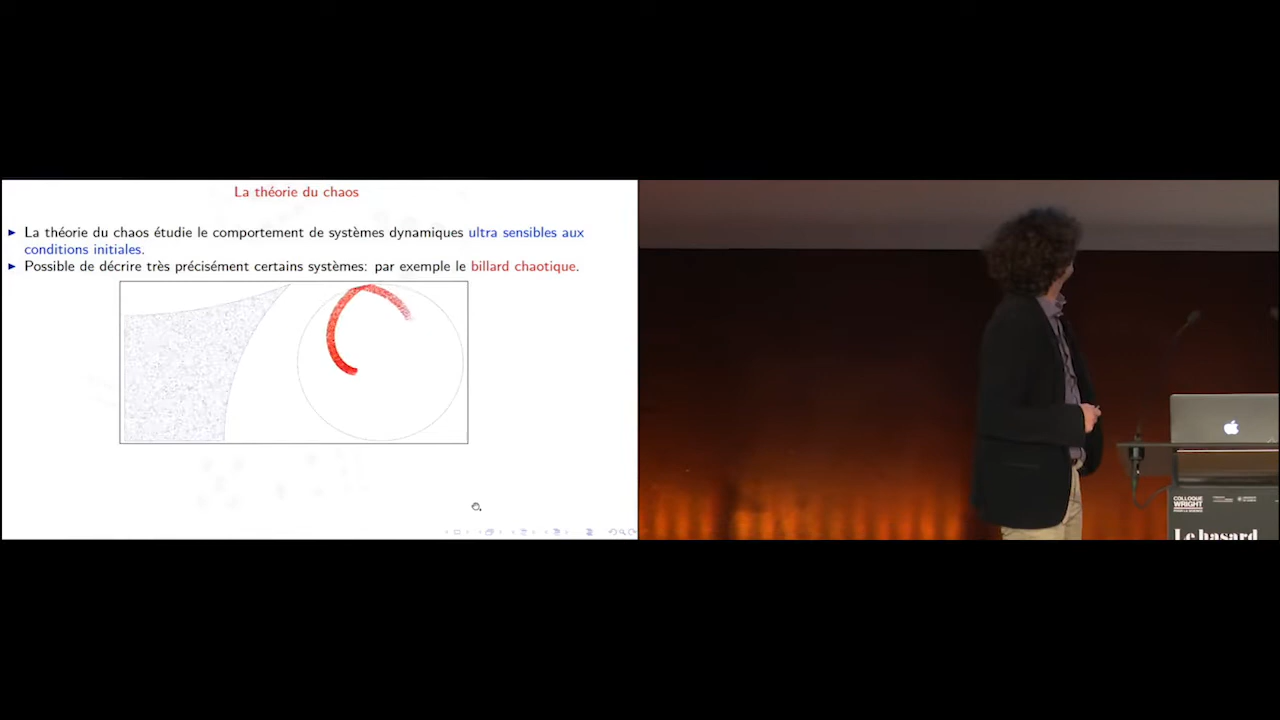 La théorie du chaos
La théorie du chaos étudie le comportement de systèmes dynamiques ultra sensibles aux
conditions initiales.
Possible de décrire très précisément certains systèmes: par exemple le billard chaotique.
COLLOQUE
WRIGHT
Le hasard